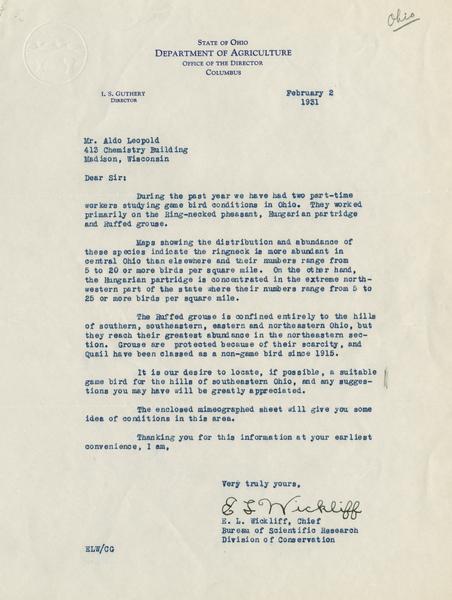 Ohio
STATE OF OHIO
DEPARTMENT OF AGRICULTURE
OFFICE OF THE DIRECTOR
COLUMBUS
I. S. GUTHERY
DIRECTOR
February 2
1931
Mr. Aldo Leopold
413 Chemistry Building
Madison, Wisconsin
Dear Sir:
During the past year we have had two part-time
workers studying game bird conditions in Ohio. They worked
primarily on the Ring-necked pheasant, Hungarian partridge
and Ruffed grouse.
Maps showing the distribution and abundance of
these species indicate the ringneck is more abundant in
central Ohio than elsewhere and their numbers range from
5 to 20 or more birds per square mile. On the other hand,
the Hungarian partridge is concentrated in the extreme north-
western part of the state where their numbers range from 5 to
25 or more birds per square mile.
The Ruffed grouse is confined entirely to the hills
of southern, southeastern, eastern and northeastern Ohio, but
they reach their greatest abundance in the northeastern sec-
tion. Grouse are protected because of their scarcity, and
Quail have been classed as a non-game bird since 1915.
It is our desire to locate, if possible, a suitable
game bird for the hills of southeastern Ohio, and any sugges-
tions you may have will be greatly appreciated.
The enclosed mimeographed sheet will give you some
idea of conditions in this area.
Thanking you for this information at your earliest
convenience, I am,
Very truly yours,
E L Wickliff
E. L. Wickliff, Chief
Bureau of Scientific Research
Division of Conservation
ELW/CG